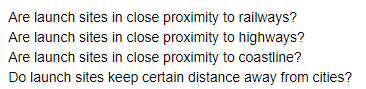 Are launch sites in close proximity to railways?
Are launch sites in close proximity to highways?
Are launch sites in close proximity to coastline?
Do launch sites keep certain distance away from cities?